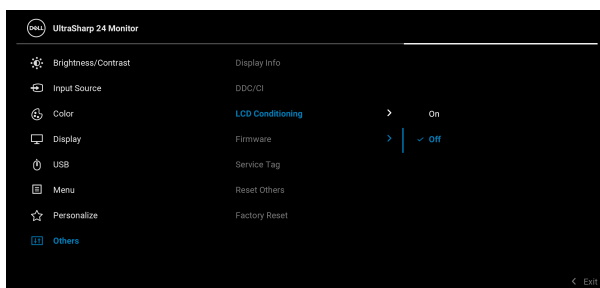 DELL UltraSharp 24 Monitor
Brightness/Contrast Display Info
Input Source DDC/CI
Color LCD Conditioning > On
Display Firmware > ✓ Off
USB Service Tag
Menu Reset Others
Personalize Factory Reset
Others
< Exit